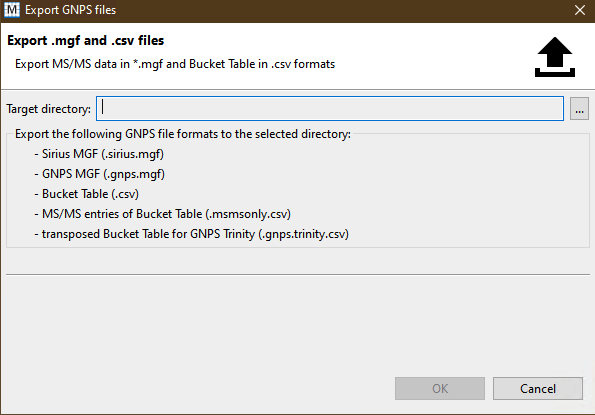 M Export GNPS files
Export .mgf and .csv files
Export MS/MS data in *.mgf and Bucket Table in .csv formats
Target directory:
...
Export the following GNPS file formats to the selected directory:
- Sirius MGF (.sirius.mgf)
- GNPS MGF (.gnps.mgf)
- Bucket Table (.csv)
- MS/MS entries of Bucket Table (.msmsonly.csv)
- transposed Bucket Table for GNPS Trinity (.gnps.trinity.csv)
OK Cancel